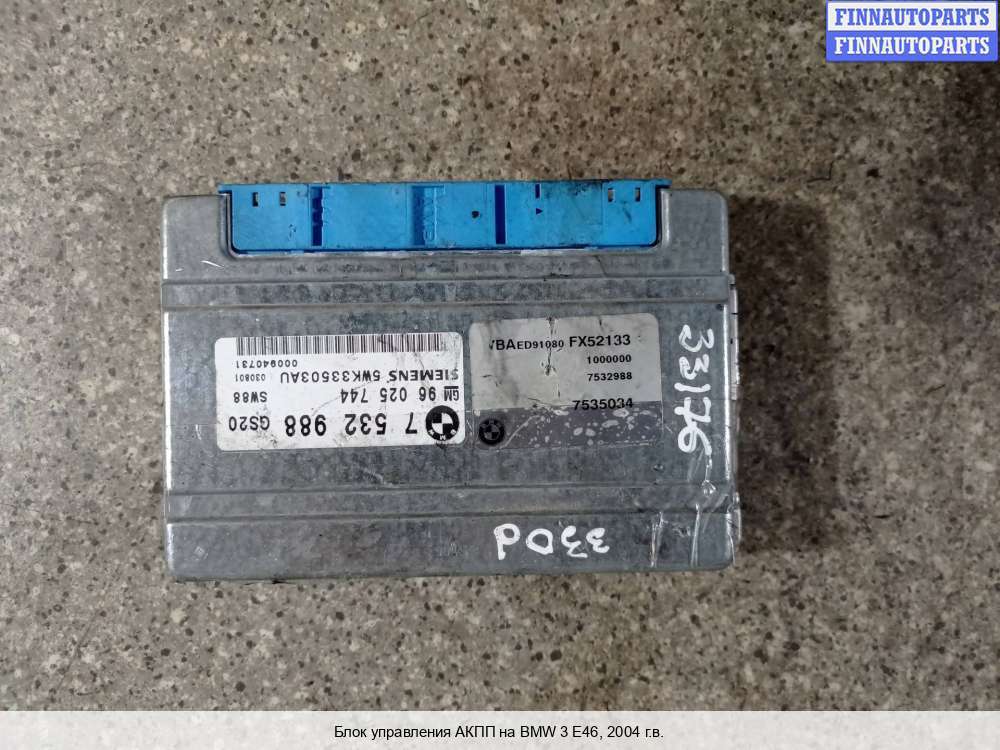 FINNAUTOPARTS
FINNAUTOPARTS
VBAED91080 FX52133
1000000
7532988
7535034
7 532 988 GS20
GM 96 025 744 SW88
SIEMENS 5WK33503AU 030801
000940731
33176
330d
Блок управления АКПП на BMW 3 E46, 2004 г.в.